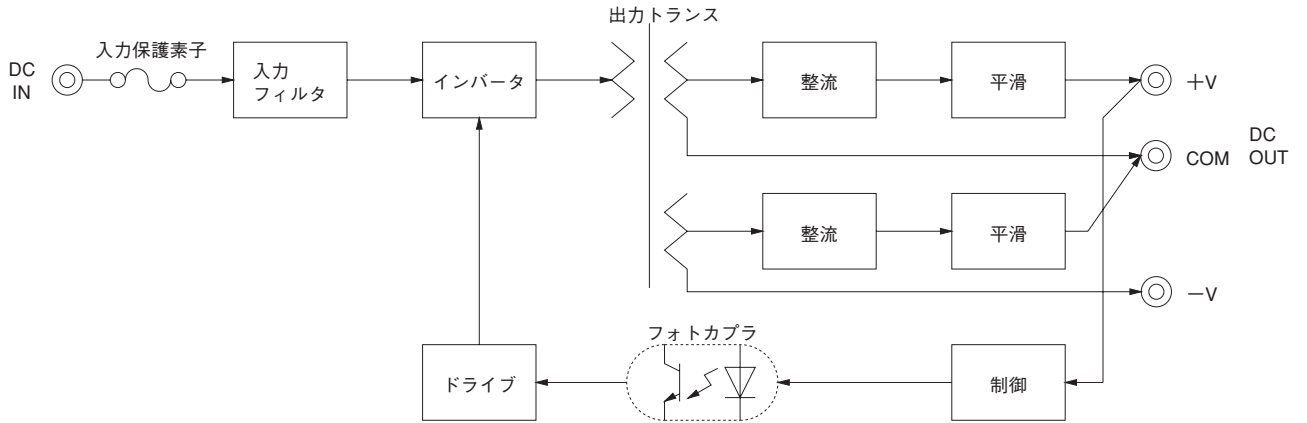 出力トランス
入力保護素子
DC
IN
入力
フィルタ
インバータ
整流
平滑
+V
COM
DC
OUT
整流
平滑
−V
フォトカプラ
ドライブ
制御